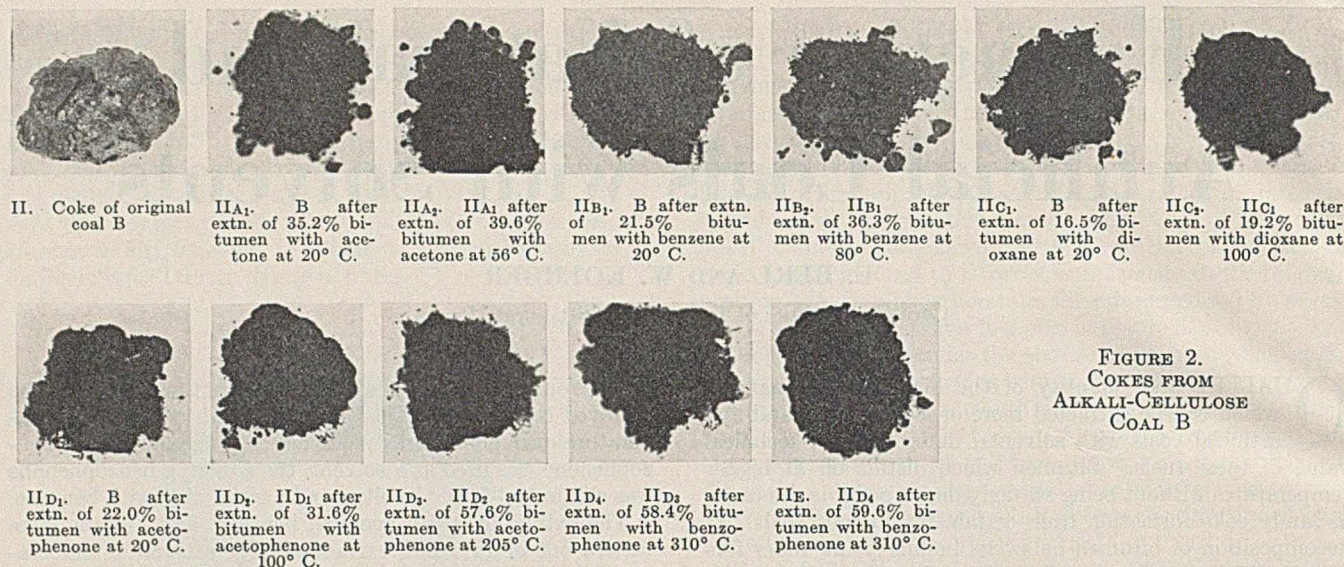 II. Coke of original
coal B
IIA₁. B after
extn. of 35.2% bi-
tumen with ace-
tone at 20° C.
IIA₂. IIA₁ after
extn. of 39.6%
bitumen with
acetone at 56° C.
IIB₁. B after extn.
of 21.5% bitu-
men with benzene at
20° C.
IIB₂. IIB₁ after
extn. of 36.3% bitu-
men with benzene at
80° C.
IIC₁. B after
extn. of 16.5% bi-
tumen with di-
oxane at 20° C.
IIC₂. IIC₁ after
extn. of 19.2% bitu-
men with dioxane at
100° C.
IID₁. B after
extn. of 22.0% bi-
tumen with aceto-
phenone at 20° C.
IID₂. IID₁ after
extn. of 31.6%
bitumen with
acetophenone at
100° C.
IID₃. IID₂ after
extn. of 57.6% bi-
tumen with aceto-
phenone at 205° C.
IID₄. IID₃ after
extn. of 58.4% bitu-
men with benzo-
phenone at 310° C.
IIE. IID₄ after
extn. of 59.6% bi-
tumen with benzo-
phenone at 310° C.
FIGURE 2.
COKES FROM
ALKALI-CELLULOSE
COAL B